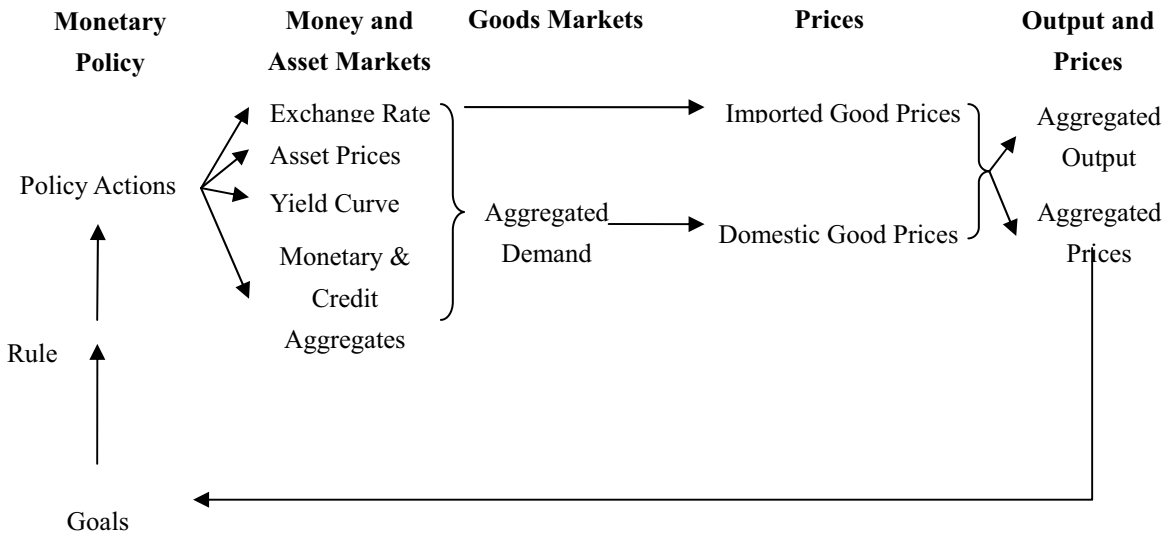 Monetary
Policy
Money and
Asset Markets
Goods Markets
Prices
Output and
Prices
Exchange Rate
Asset Prices
Yield Curve
Monetary &
Credit
Aggregates
Policy Actions
Aggregated
Demand
Imported Good Prices
Domestic Good Prices
Aggregated
Output
Aggregated
Prices
Rule
Goals